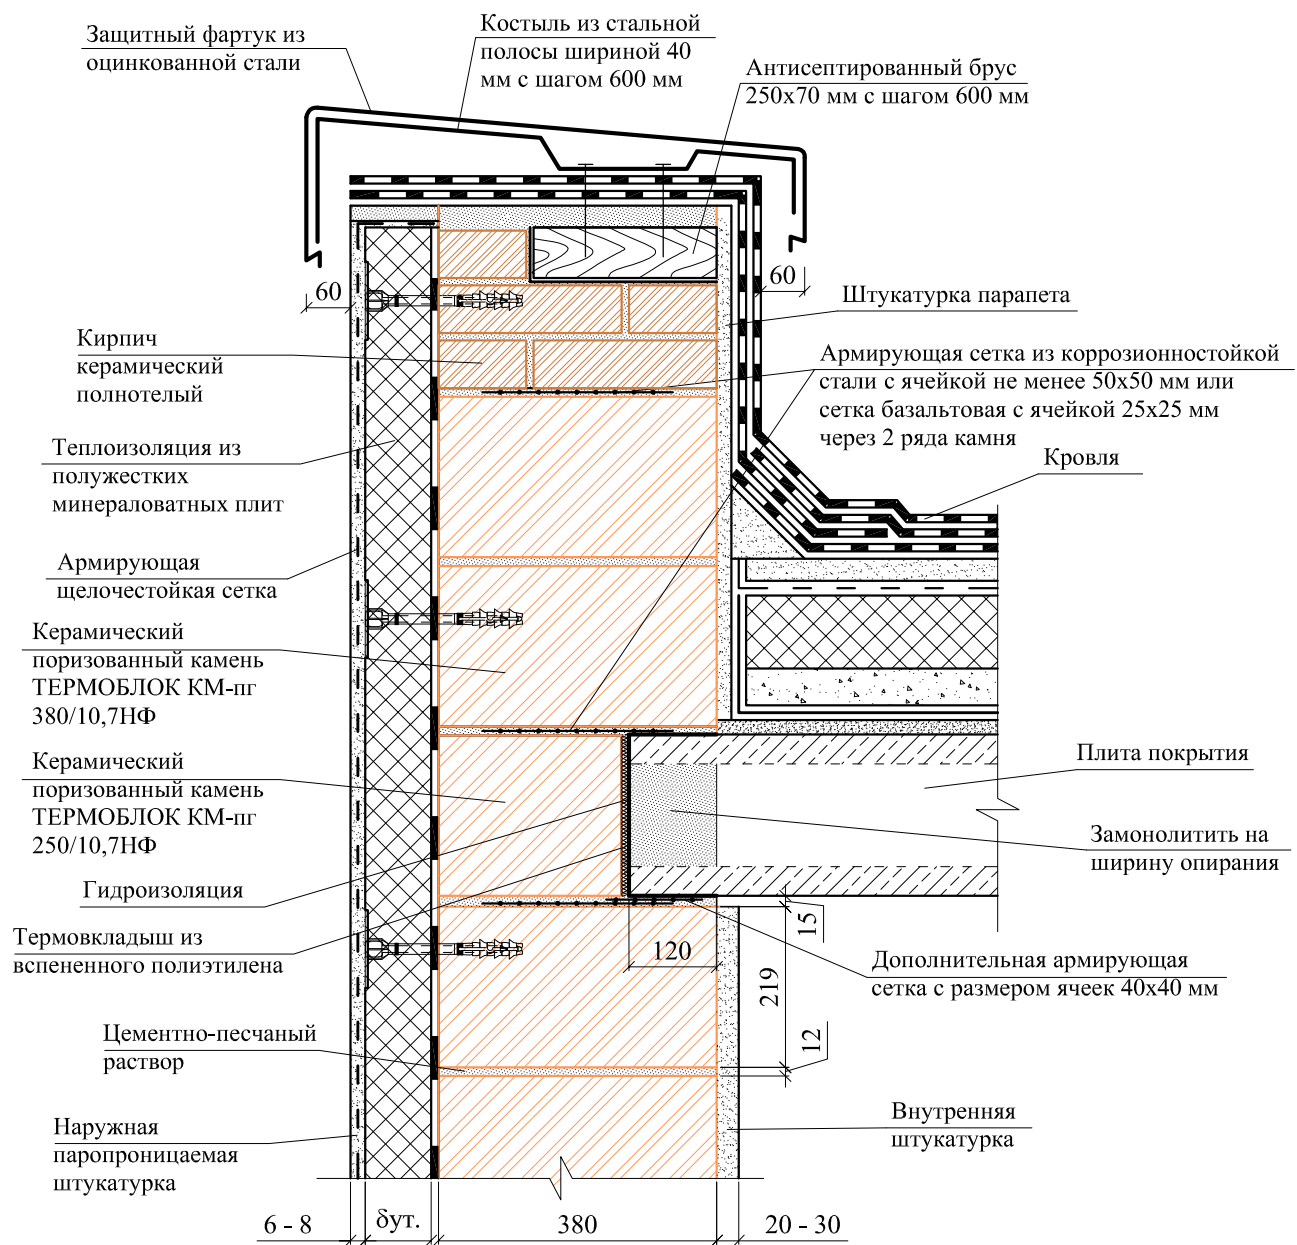 Защитный фартук из
оцинкованной стали
Костыль из стальной
полосы шириной 40
мм с шагом 600 мм
Антисептированный брус
250х70 мм с шагом 600 мм
60
60
Штукатурка парапета
Кирпич
керамический
полнотелый
Армирующая сетка из коррозионностойкой
стали с ячейкой не менее 50х50 мм или
сетка базальтовая с ячейкой 25х25 мм
через 2 ряда камня
Теплоизоляция из
полужестких
минераловатных плит
Кровля
Армирующая
щелочестойкая сетка
Керамический
поризованный камень
ТЕРМОБЛОК КМ-пг
380/10,7НФ
Керамический
поризованный камень
ТЕРМОБЛОК КМ-пг
250/10,7НФ
Плита покрытия
Замонолитить на
ширину опирания
Гидроизоляция
Термовкладыш из
вспененного полиэтилена
120
15
219
12
Дополнительная армирующая
сетка с размером ячеек 40х40 мм
Цементно-песчаный
раствор
Наружная
паропроницаемая
штукатурка
Внутренняя
штукатурка
6 - 8
δут.
380
20 - 30